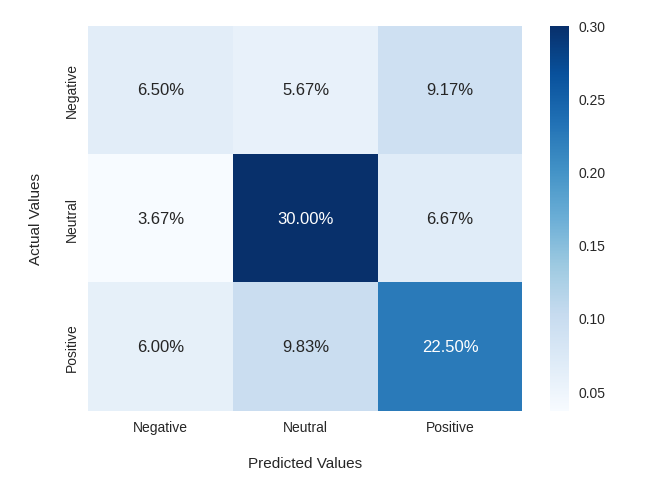 0.30
Negative
6.50%
5.67%
9.17%
0.25
0.20
Actual Values
Neutral
3.67%
30.00%
6.67%
0.15
0.10
Positive
6.00%
9.83%
22.50%
0.05
Negative
Neutral
Positive
Predicted Values